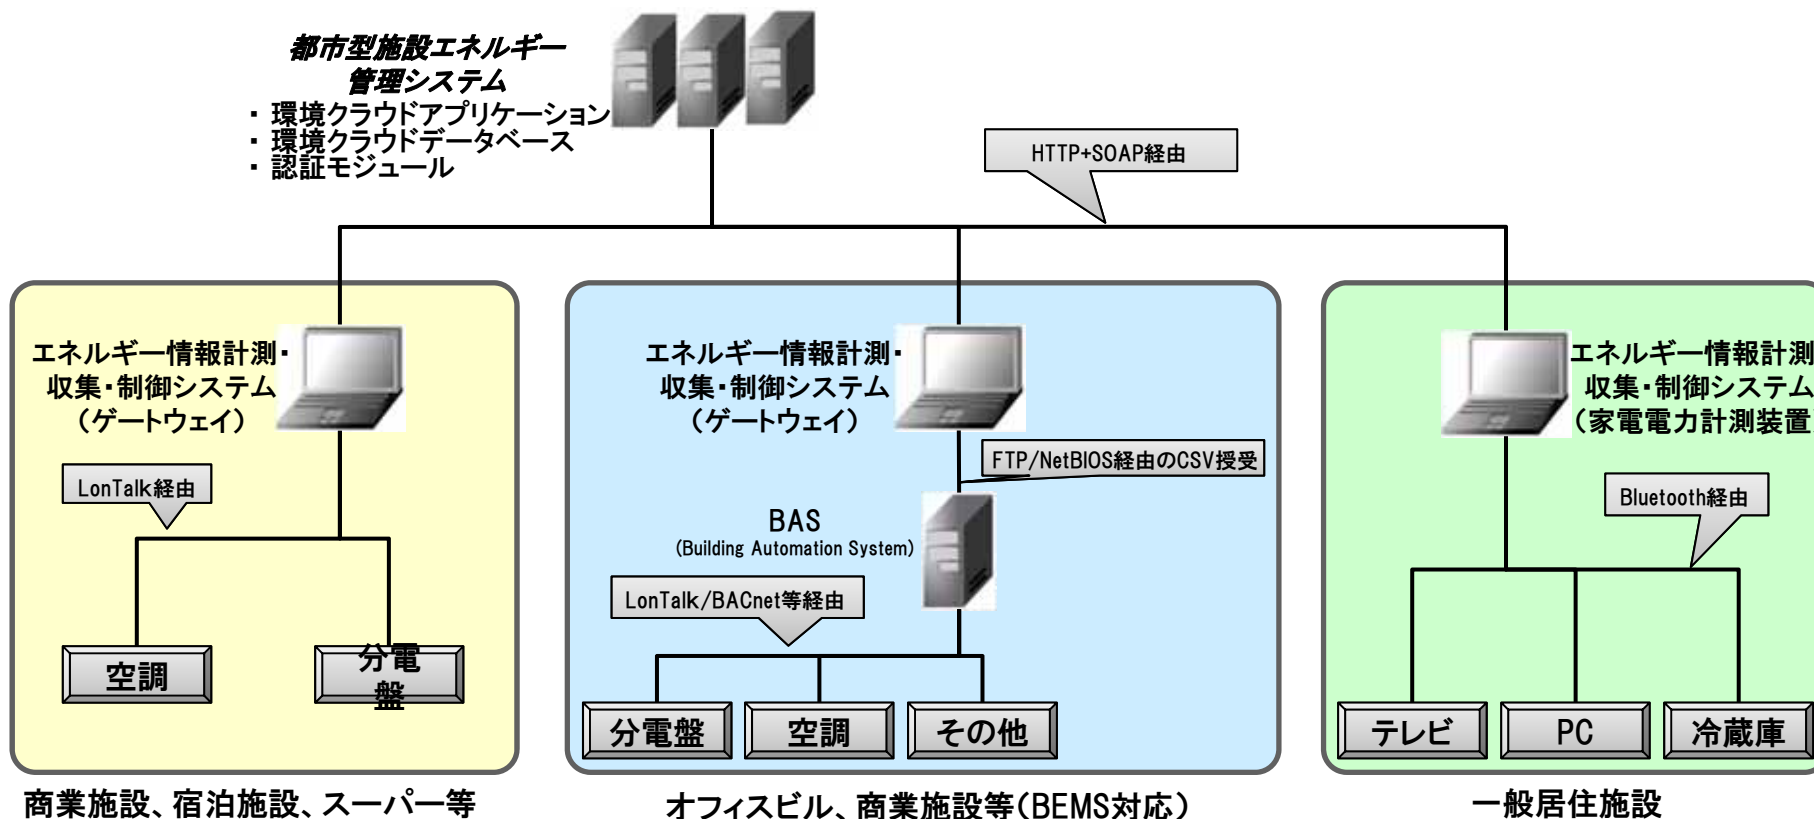 都市型施設エネルギー
管理システム
・ 環境クラウドアプリケーション
・ 環境クラウドデータベース
・ 認証モジュール
HTTP+SOAP経由
エネルギー情報計測・
収集・制御システム
（ゲートウェイ）
LonTalk経由
空調
分電
盤
商業施設、宿泊施設、スーパー等
エネルギー情報計測・
収集・制御システム
（ゲートウェイ）
FTP/NetBIOS経由のCSV授受
BAS
(Building Automation System)
LonTalk/BACnet等経由
分電盤
空調
その他
オフィスビル、商業施設等（BEMS対応）
エネルギー情報計測
収集・制御システム
（家電電力計測装置
Bluetooth経由
テレビ
PC
冷蔵庫
一般居住施設